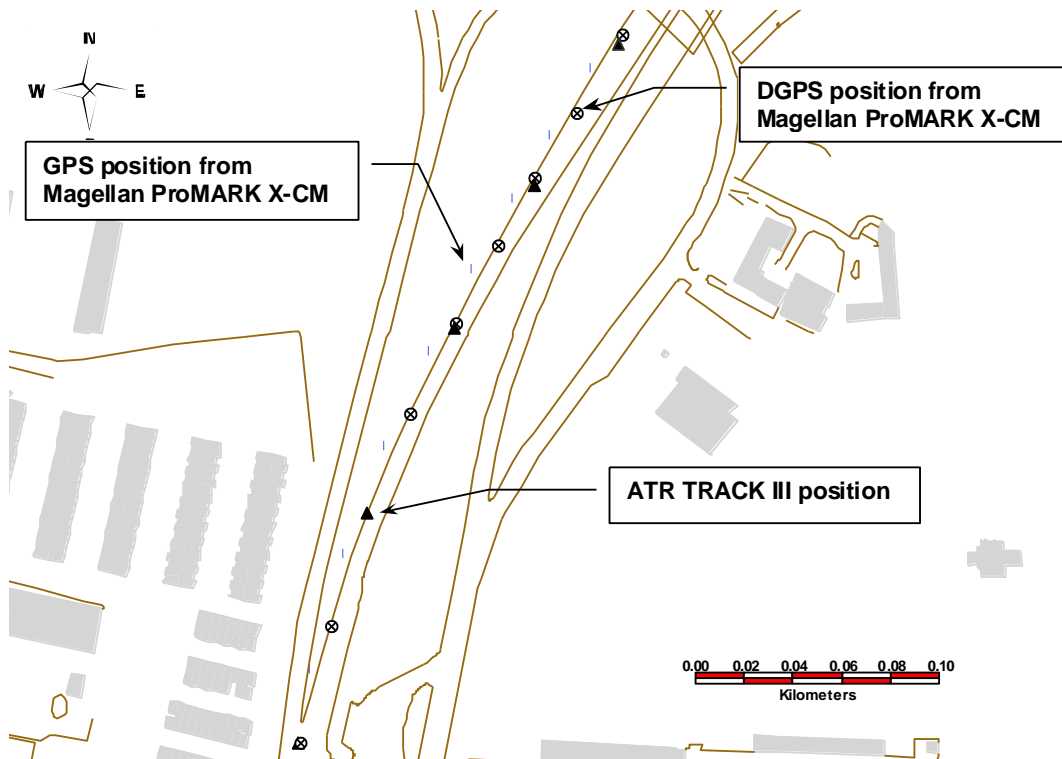 N
W
E
DGPS position from
Magellan ProMARK X-CM
GPS position from
Magellan ProMARK X-CM
ATR TRACK III position
0.00 0.02 0.04 0.06 0.08 0.10
Kilometers